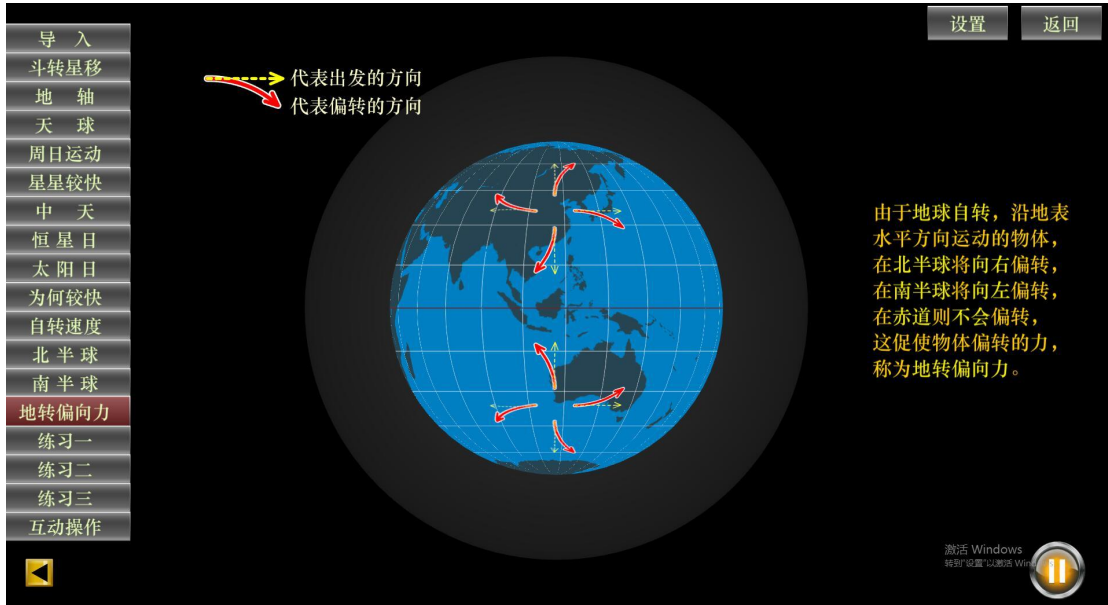 设置
返回
导 入
斗转星移
地 轴
天 球
周日运动
星星较快
中 天
恒 星 日
太 阳 日
为何较快
自转速度
北 半 球
南 半 球
地转偏向力
练习一
练习二
练习三
互动操作
代表出发的方向
代表偏转的方向
由于地球自转，沿地表
水平方向运动的物体，
在北半球将向右偏转，
在南半球将向左偏转，
在赤道则不会偏转，
这促使物体偏转的力，
称为地转偏向力。
激活 Windows
转到“设置”以激活 Win